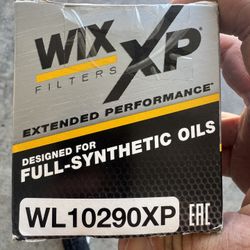 WIX XP
FILTERS
EXTENDED PERFORMANCE
DESIGNED FOR
FULL-SYNTHETIC OILS
WL10290XP EAC